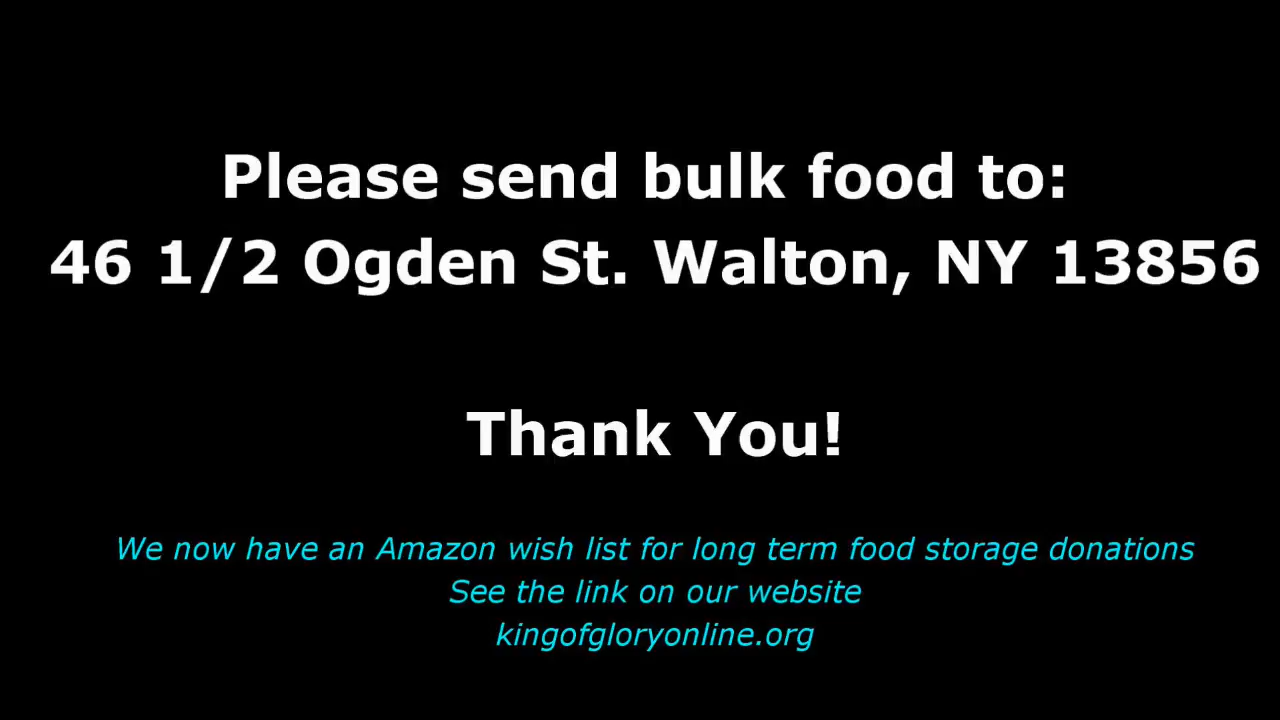 Please send bulk food to:
46 1/2 Ogden St. Walton, NY 13856
Thank You!
We now have an Amazon wish list for long term food storage donations
See the link on our website
kingofgloryonline.org